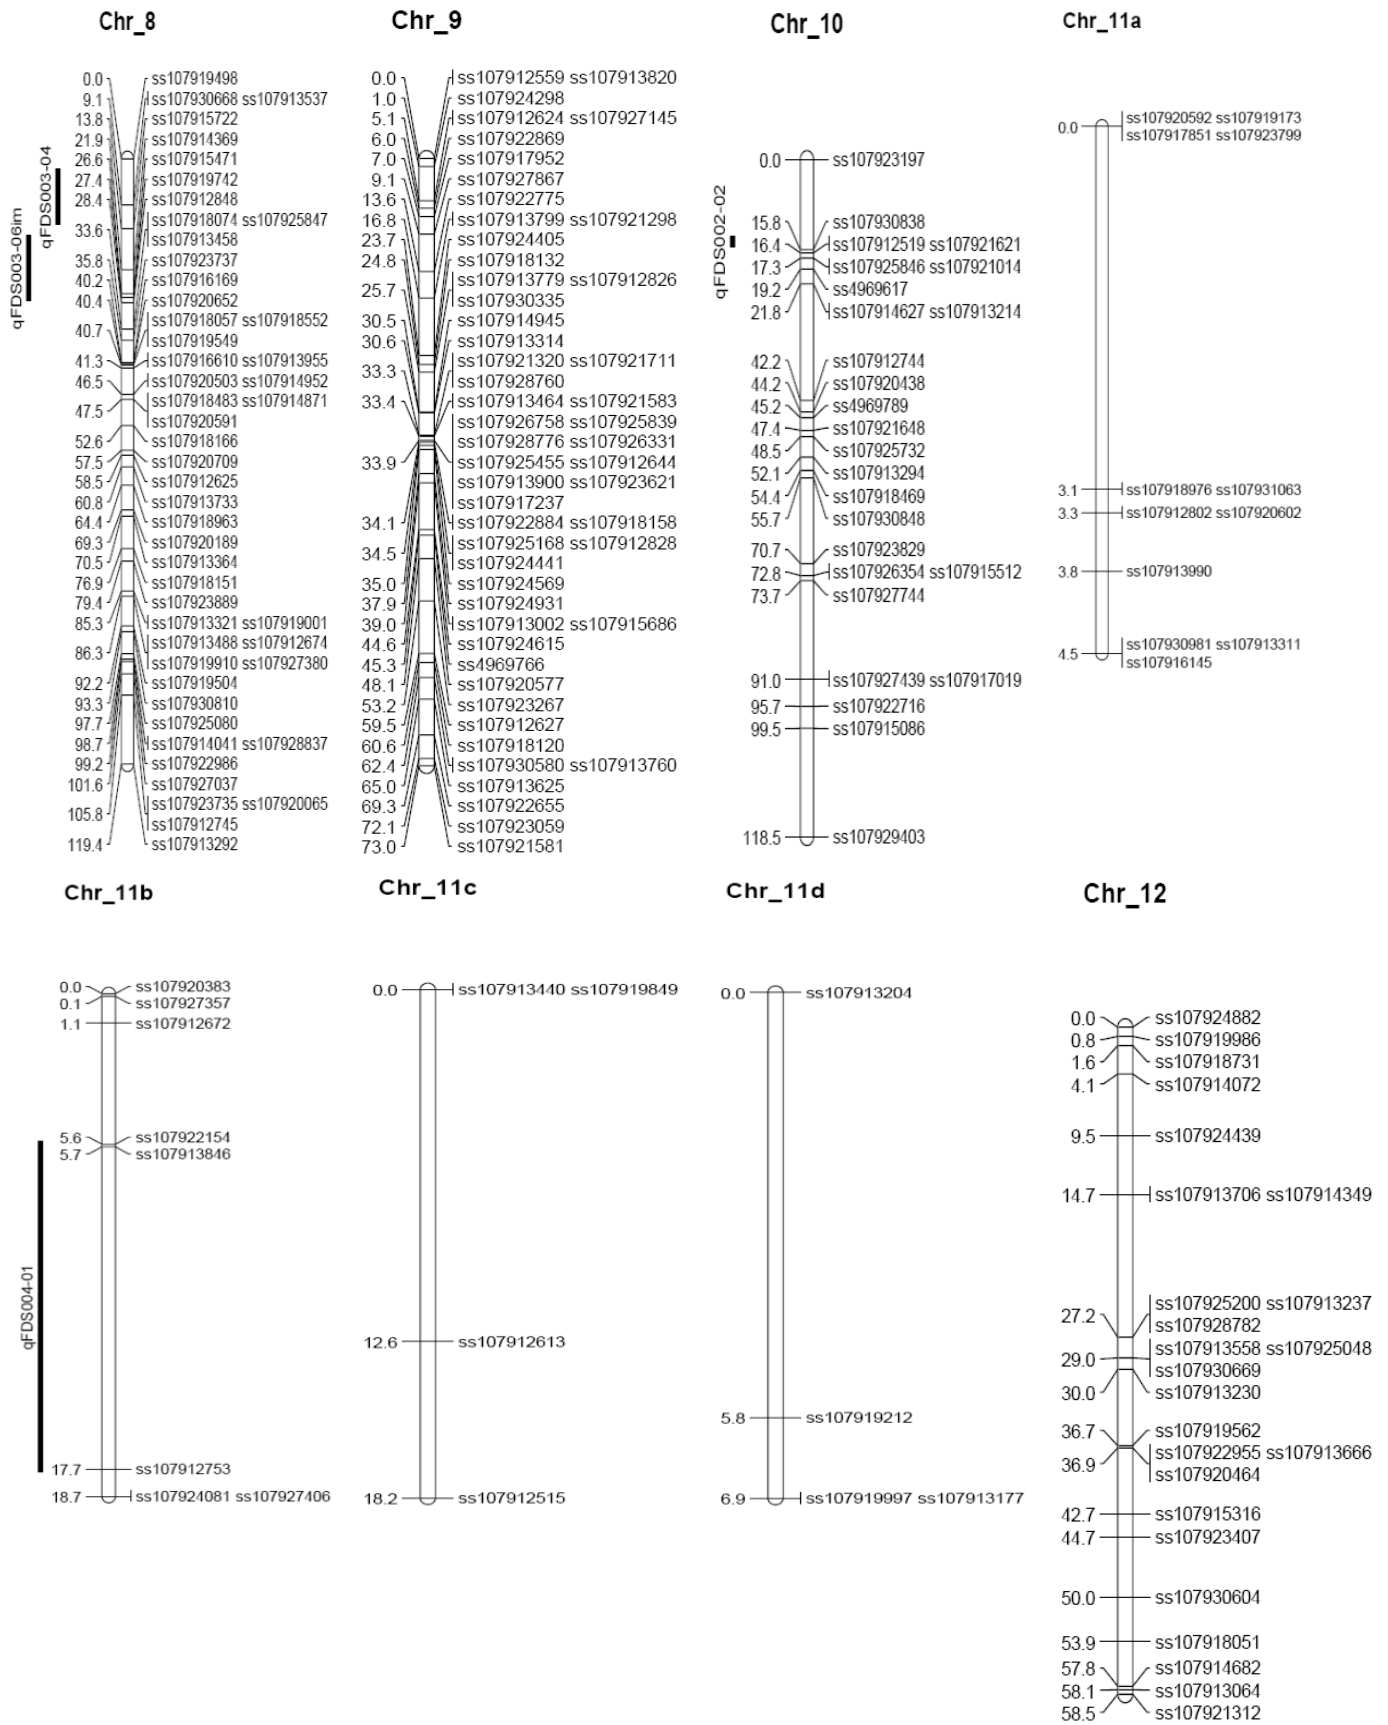 Chr_8
0.0 ss107919498
9.1 ss107930668 ss107913537
13.8 ss107915722
21.9 ss107914369
26.6 ss107915471
27.4 ss107919742
28.4 ss107912848
33.6 ss107918074 ss107925847
ss107913458
35.8 ss107923737
40.2 ss107916169
40.4 ss107920652
40.7 ss107918057 ss107918552
ss107919549
41.3 ss107916610 ss107913955
46.5 ss107920503 ss107914952
47.5 ss107918483 ss107914871
ss107920591
52.6 ss107918166
57.5 ss107920709
58.5 ss107912625
60.8 ss107913733
64.4 ss107918963
69.3 ss107920189
70.5 ss107913364
76.9 ss107918151
79.4 ss107923889
85.3 ss107913321 ss107919001
86.3 ss107913488 ss107912674
ss107919910 ss107927380
92.2 ss107919504
93.3 ss107930810
97.7 ss107925080
98.7 ss107914041 ss107928837
99.2 ss107922986
101.6 ss107927037
105.8 ss107923735 ss107920065
ss107912745
119.4 ss107913292
qFDS003-04
qFDS003-06im
Chr_9
0.0 ss107912559 ss107913820
1.0 ss107924298
5.1 ss107912624 ss107927145
6.0 ss107922869
7.0 ss107917952
9.1 ss107927867
13.6 ss107922775
16.8 ss107913799 ss107921298
23.7 ss107924405
24.8 ss107918132
25.7 ss107913779 ss107912826
ss107930335
30.5 ss107914945
30.6 ss107913314
33.3 ss107921320 ss107921711
ss107928760
33.4 ss107913464 ss107921583
33.9 ss107926758 ss107925839
ss107928776 ss107926331
ss107925455 ss107912644
ss107913900 ss107923621
ss107917237
34.1 ss107922884 ss107918158
34.5 ss107925168 ss107912828
ss107924441
35.0 ss107924569
37.9 ss107924931
39.0 ss107913002 ss107915686
44.6 ss107924615
45.3 ss4969766
48.1 ss107920577
53.2 ss107923267
59.5 ss107912627
60.6 ss107918120
62.4 ss107930580 ss107913760
65.0 ss107913625
69.3 ss107922655
72.1 ss107923059
73.0 ss107921581
Chr_10
0.0 ss107923197
15.8 ss107930838
16.4 ss107912519 ss107921621
17.3 ss107925846 ss107921014
19.2 ss4969617
21.8 ss107914627 ss107913214
42.2 ss107912744
44.2 ss107920438
45.2 ss4969789
47.4 ss107921648
48.5 ss107925732
52.1 ss107913294
54.4 ss107918469
55.7 ss107930848
70.7 ss107923829
72.8 ss107926354 ss107915512
73.7 ss107927744
91.0 ss107927439 ss107917019
95.7 ss107922716
99.5 ss107915086
118.5 ss107929403
qFDS002-02
Chr_11a
0.0 ss107920592 ss107919173
ss107917851 ss107923799
3.1 ss107918976 ss107931063
3.3 ss107912802 ss107920602
3.8 ss107913990
4.5 ss107930981 ss107913311
ss107916145
Chr_11b
0.0 ss107920383
0.1 ss107927357
1.1 ss107912672
5.6 ss107922154
5.7 ss107913846
17.7 ss107912753
18.7 ss107924081 ss107927406
qFDS004-01
Chr_11c
0.0 ss107913440 ss107919849
12.6 ss107912613
18.2 ss107912515
Chr_11d
0.0 ss107913204
5.8 ss107919212
6.9 ss107919997 ss107913177
Chr_12
0.0 ss107924882
0.8 ss107919986
1.6 ss107918731
4.1 ss107914072
9.5 ss107924439
14.7 ss107913706 ss107914349
27.2 ss107925200 ss107913237
ss107928782
29.0 ss107913558 ss107925048
ss107930669
30.0 ss107913230
36.7 ss107919562
36.9 ss107922955 ss107913666
ss107920464
42.7 ss107915316
44.7 ss107923407
50.0 ss107930604
53.9 ss107918051
57.8 ss107914682
58.1 ss107913064
58.5 ss107921312